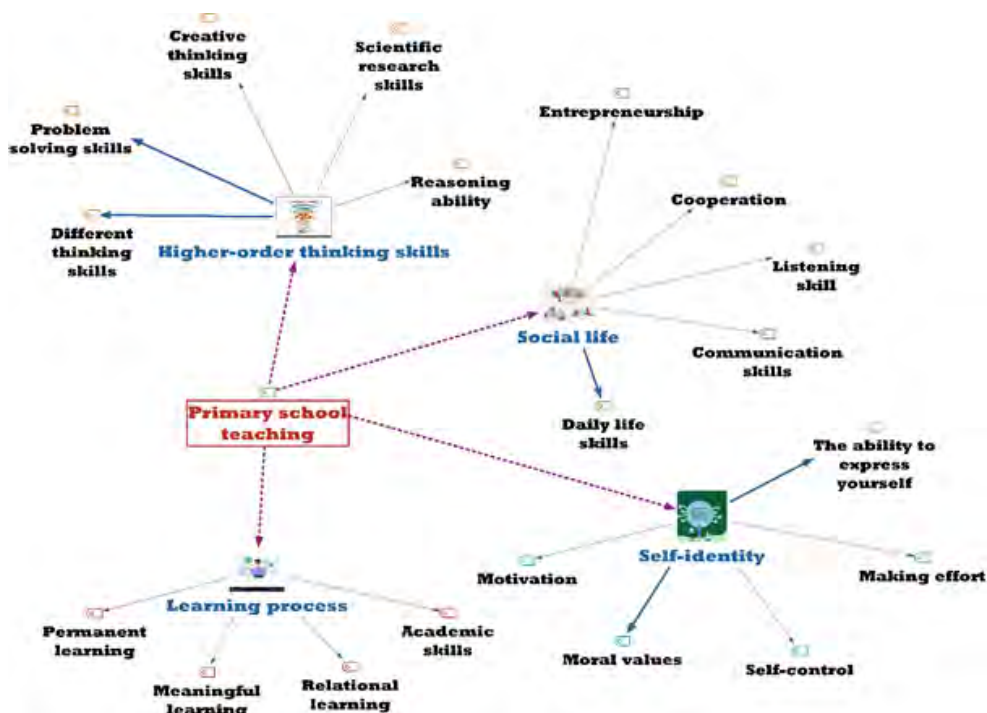 Creative
thinking
skills
Scientific
research
skills
Problem
solving skills
Reasoning
ability
Different
thinking
skills
Higher-order thinking skills
Entrepreneurship
Cooperation
Listening
skill
Social life
Communication
skills
Daily life
skills
Primary school
teaching
The ability to
express
yourself
Self-identity
Motivation
Making effort
Moral values
Self-control
Learning process
Permanent
learning
Academic
skills
Meaningful
learning
Relational
learning